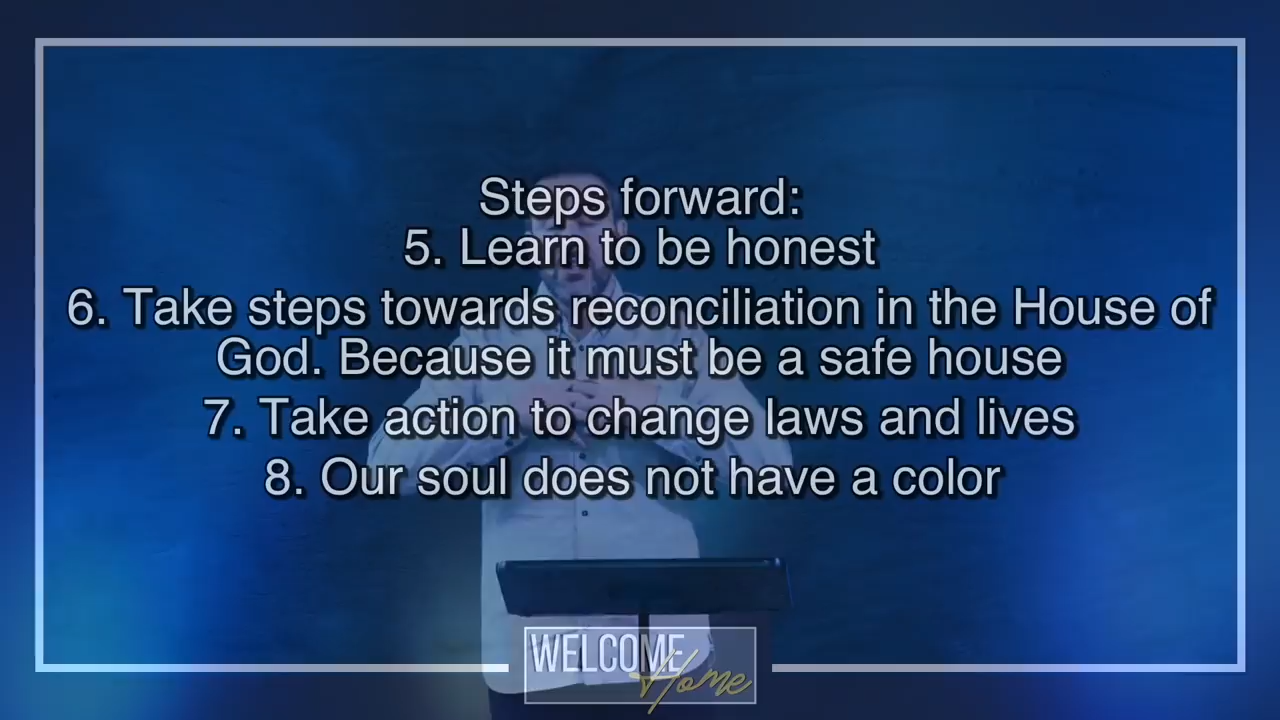 Steps forward:
5. Learn to be honest
6. Take steps towards reconciliation in the House of
God. Because it must be a safe house
7. Take action to change laws and lives
8. Our soul does not have a color
WELCOME
Home